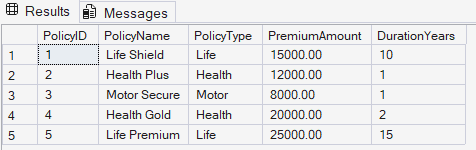 Results Messages
PolicyID PolicyName PolicyType PremiumAmount DurationYears
1 1 Life Shield Life 15000.00 10
2 2 Health Plus Health 12000.00 1
3 3 Motor Secure Motor 8000.00 1
4 4 Health Gold Health 20000.00 2
5 5 Life Premium Life 25000.00 15